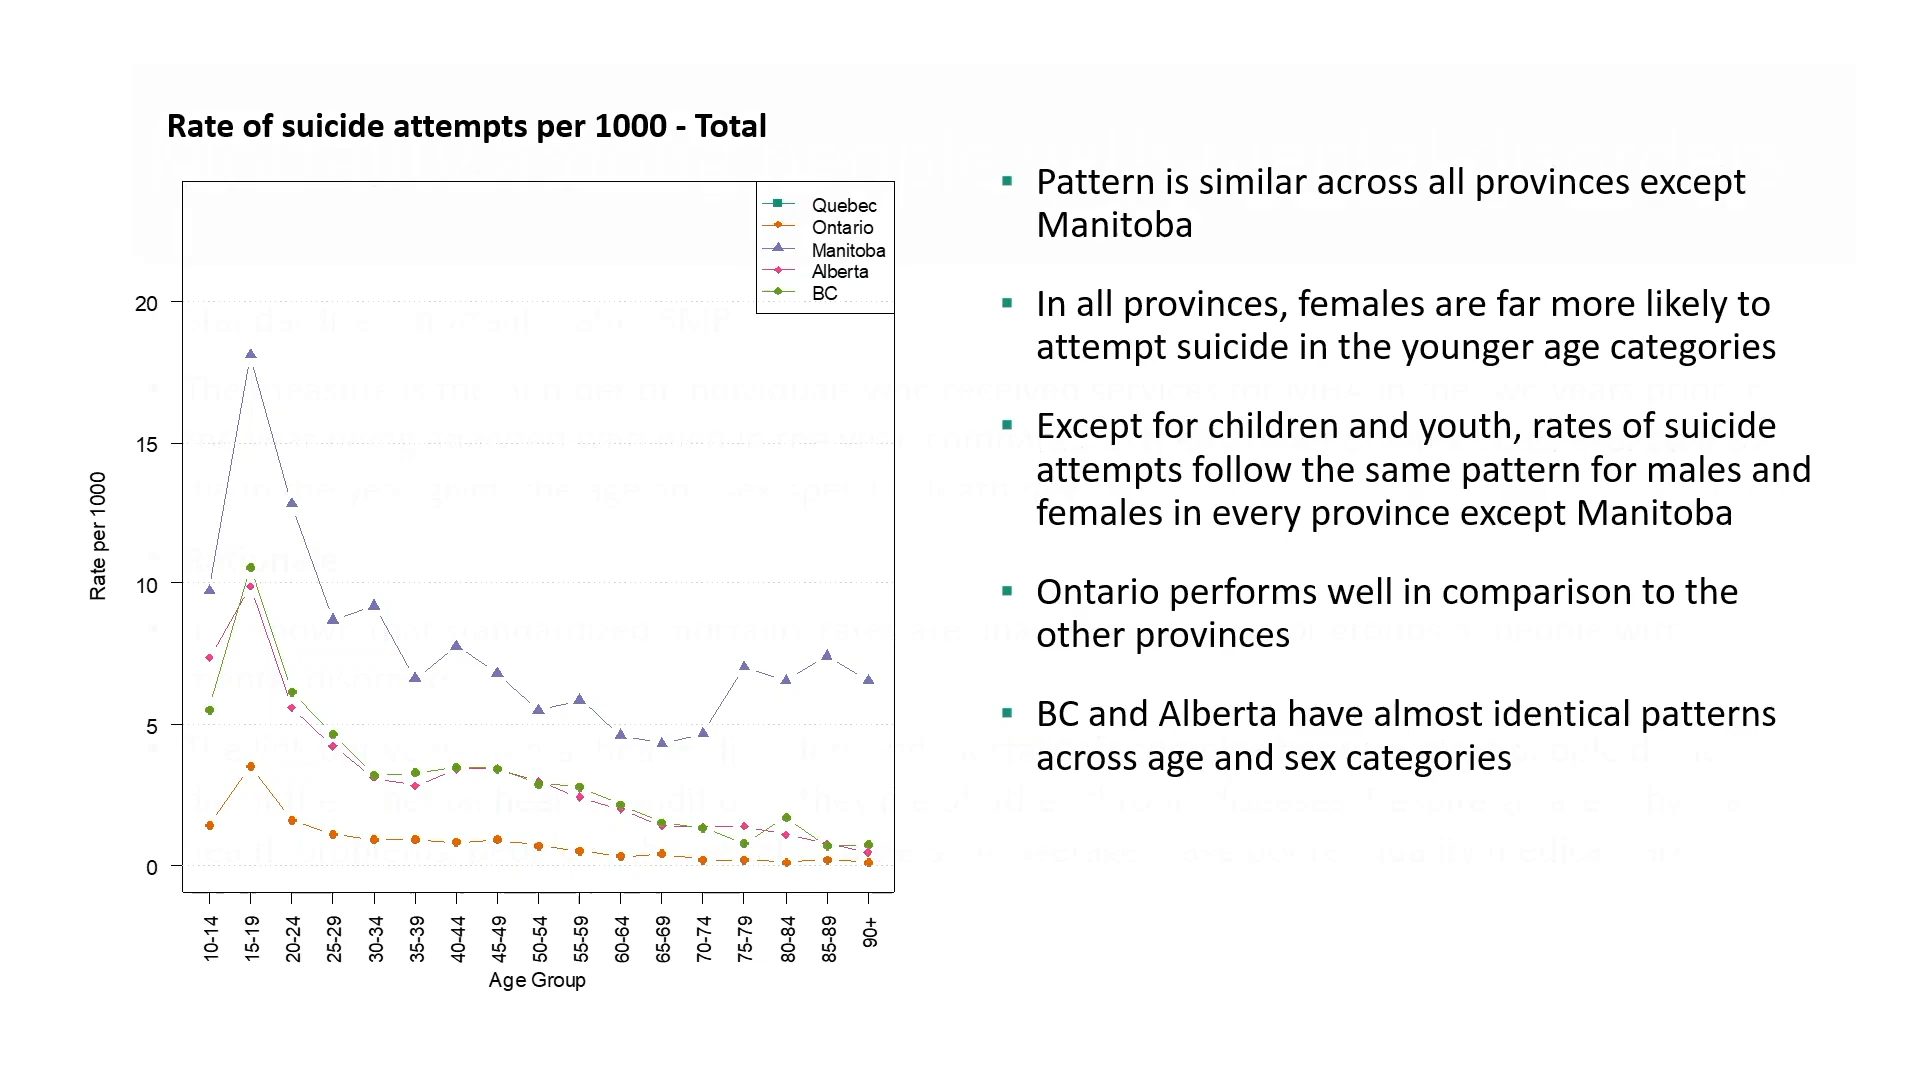 Rate of suicide attempts per 1000 - Total
Quebec
Ontario
Manitoba
Alberta
BC
20
15
10
5
0
Rate per 1000
10-14
15-19
20-24
25-29
30-34
35-39
40-44
45-49
50-54
55-59
60-64
65-69
70-74
75-79
80-84
85-89
90+
Age Group
Pattern is similar across all provinces except
Manitoba
In all provinces, females are far more likely to
attempt suicide in the younger age categories
Except for children and youth, rates of suicide
attempts follow the same pattern for males and
females in every province except Manitoba
Ontario performs well in comparison to the
other provinces
BC and Alberta have almost identical patterns
across age and sex categories